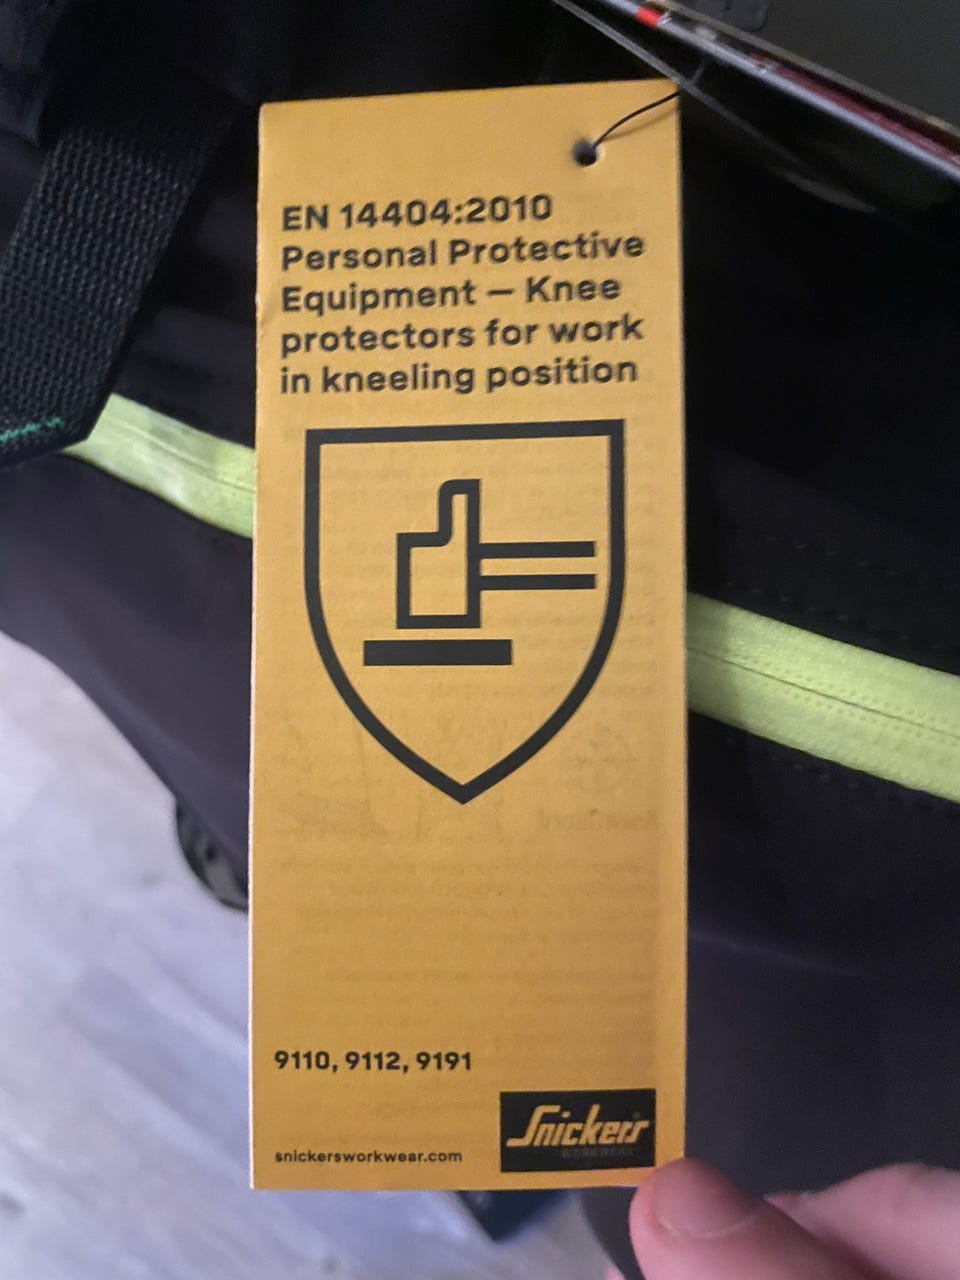 EN 14404:2010
Personal Protective
Equipment – Knee
protectors for work
in kneeling position
9110, 9112, 9191
Snickers
WORKWEAR
snickersworkwear.com